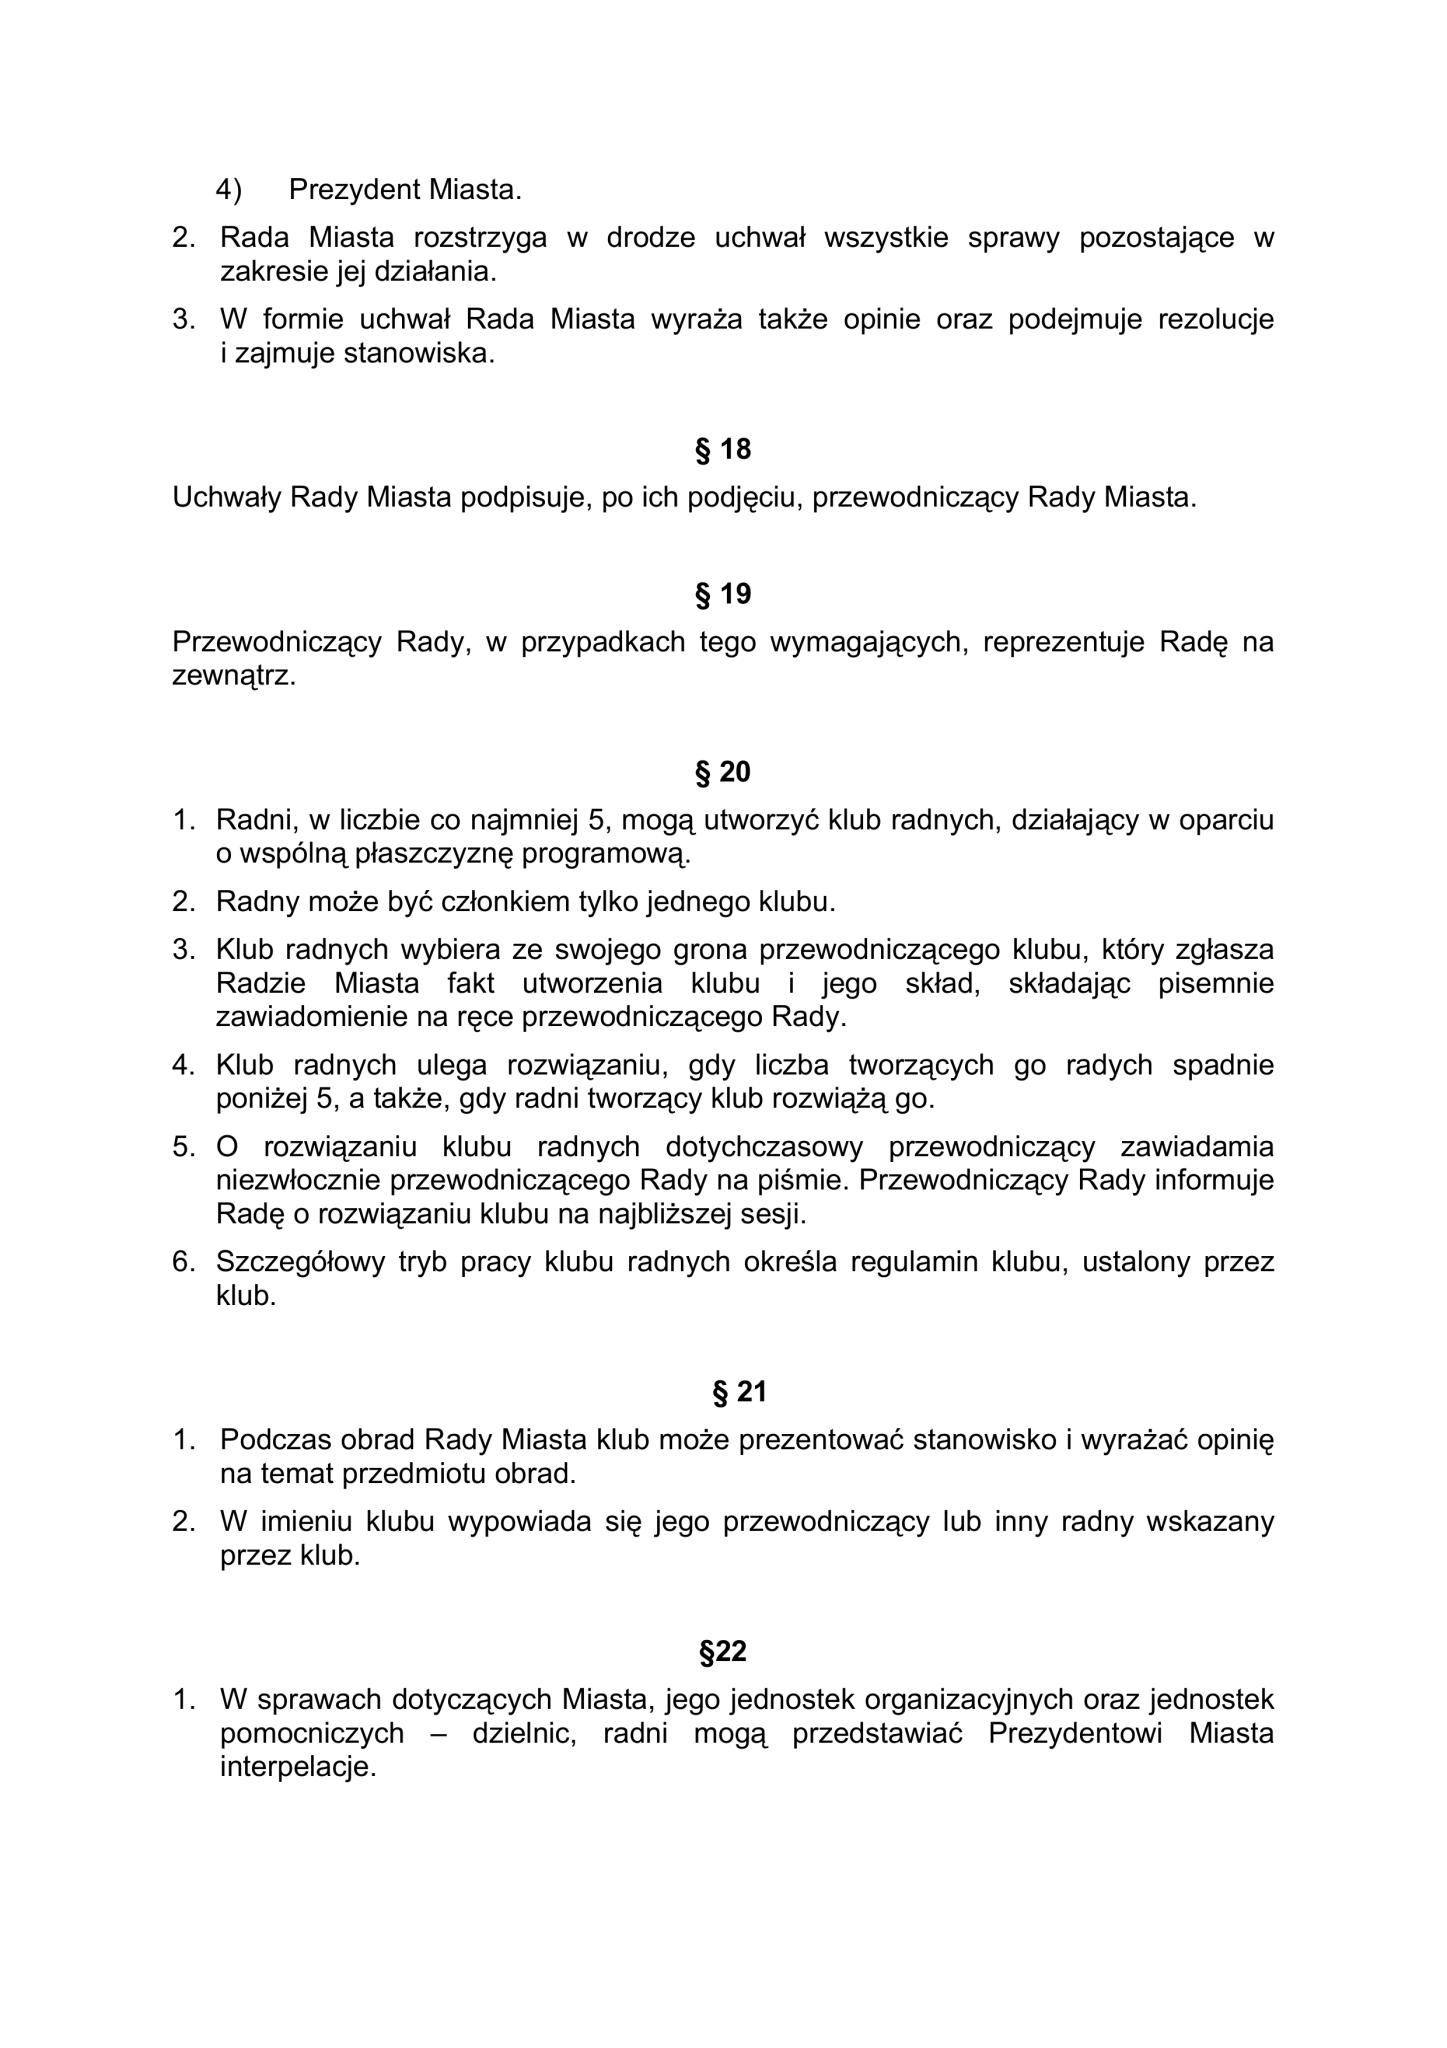 4) Prezydent Miasta.
2. Rada Miasta rozstrzyga w drodze uchwał wszystkie sprawy pozostające w
zakresie jej działania.
3. W formie uchwał Rada Miasta wyraża także opinie oraz podejmuje rezolucje
i zajmuje stanowiska.
§ 18
Uchwały Rady Miasta podpisuje, po ich podjęciu, przewodniczący Rady Miasta.
§ 19
Przewodniczący Rady, w przypadkach tego wymagających, reprezentuje Radę na
zewnątrz.
§ 20
1. Radni, w liczbie co najmniej 5, mogą utworzyć klub radnych, działający w oparciu
o wspólną płaszczyznę programową.
2. Radny może być członkiem tylko jednego klubu.
3. Klub radnych wybiera ze swojego grona przewodniczącego klubu, który zgłasza
Radzie Miasta fakt utworzenia klubu i jego skład, składając pisemnie
zawiadomienie na ręce przewodniczącego Rady.
4. Klub radnych ulega rozwiązaniu, gdy liczba tworzących go radych spadnie
poniżej 5, a także, gdy radni tworzący klub rozwiążą go.
5. O rozwiązaniu klubu radnych dotychczasowy przewodniczący zawiadamia
niezwłocznie przewodniczącego Rady na piśmie. Przewodniczący Rady informuje
Radę o rozwiązaniu klubu na najbliższej sesji.
6. Szczegółowy tryb pracy klubu radnych określa regulamin klubu, ustalony przez
klub.
§ 21
1. Podczas obrad Rady Miasta klub może prezentować stanowisko i wyrażać opinię
na temat przedmiotu obrad.
2. W imieniu klubu wypowiada się jego przewodniczący lub inny radny wskazany
przez klub.
§22
1. W sprawach dotyczących Miasta, jego jednostek organizacyjnych oraz jednostek
pomocniczych – dzielnic, radni mogą przedstawiać Prezydentowi Miasta
interpelacje.